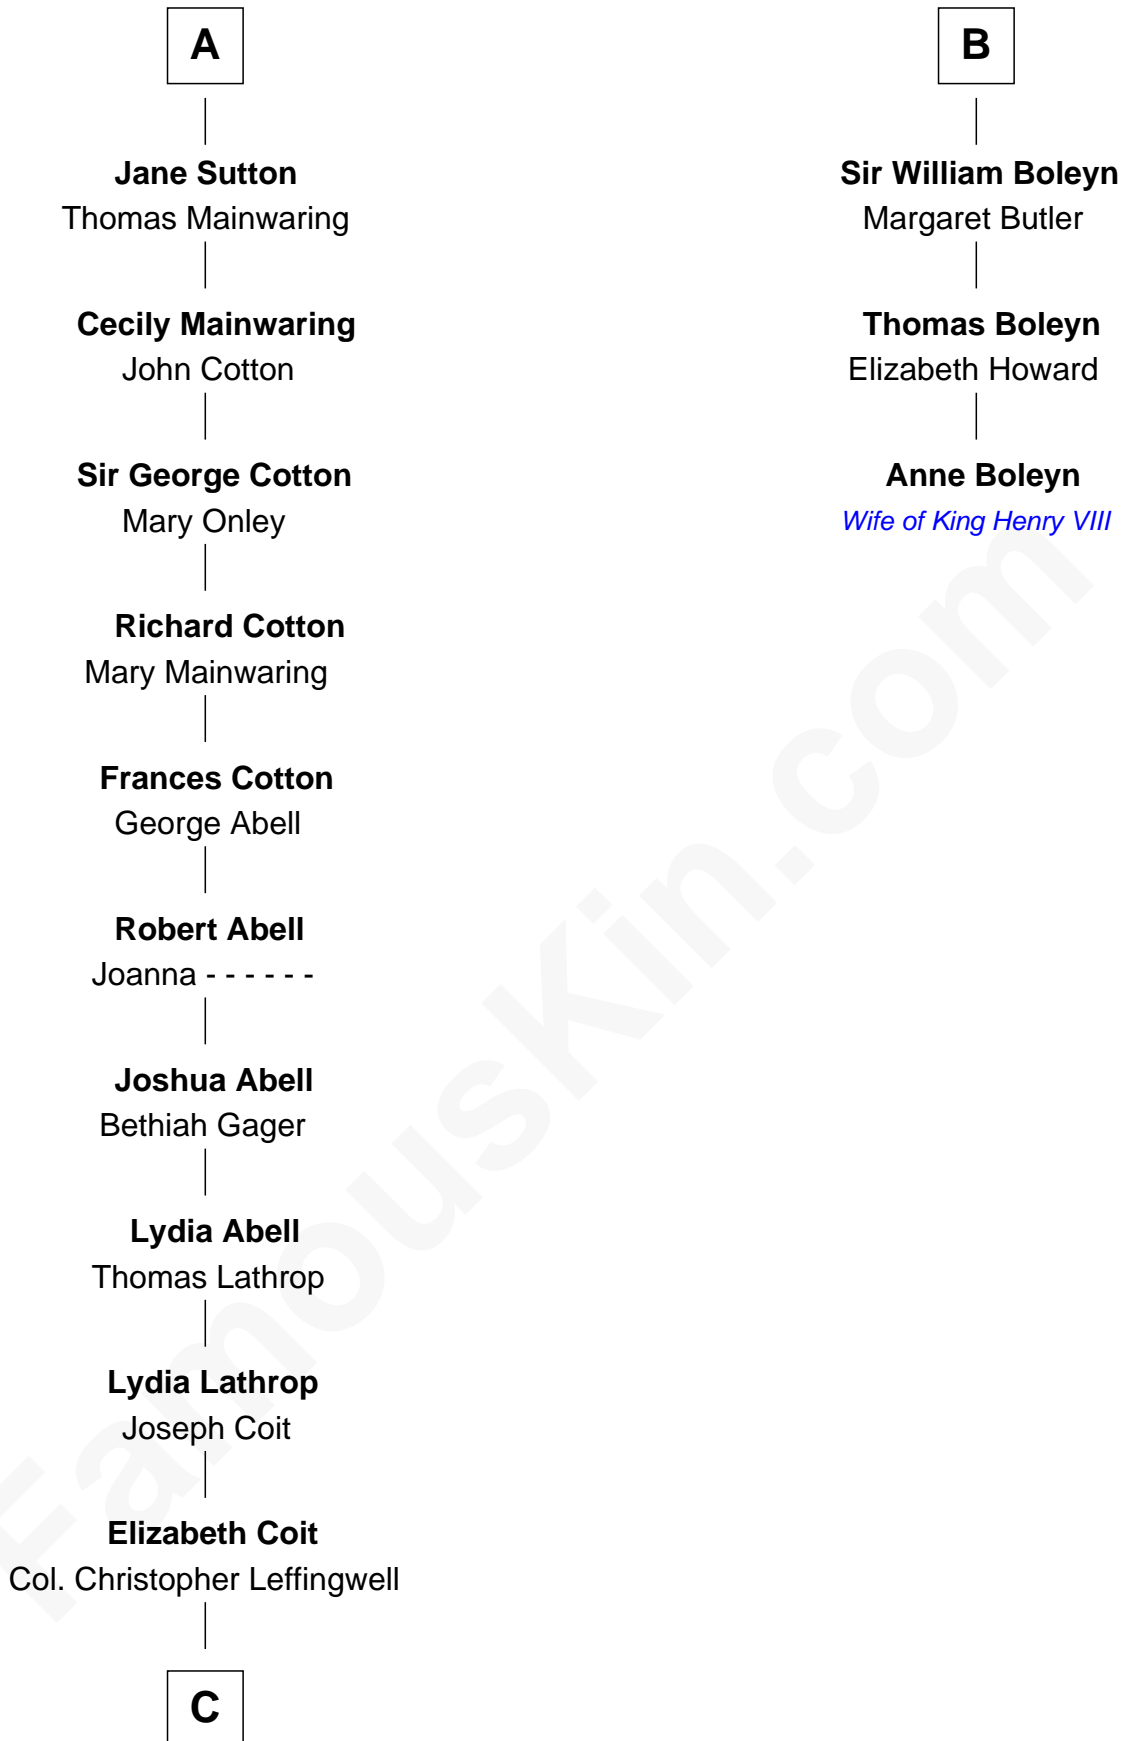 A
Jane Sutton
Thomas Mainwaring
Cecily Mainwaring
John Cotton
Sir George Cotton
Mary Onley
Richard Cotton
Mary Mainwaring
Frances Cotton
George Abell
Robert Abell
Joanna - - - - - -
Joshua Abell
Bethiah Gager
Lydia Abell
Thomas Lathrop
Lydia Lathrop
Joseph Coit
Elizabeth Coit
Col. Christopher Leffingwell
C
B
Sir William Boleyn
Margaret Butler
Thomas Boleyn
Elizabeth Howard
Anne Boleyn
Wife of King Henry VIII
FamousKin.com